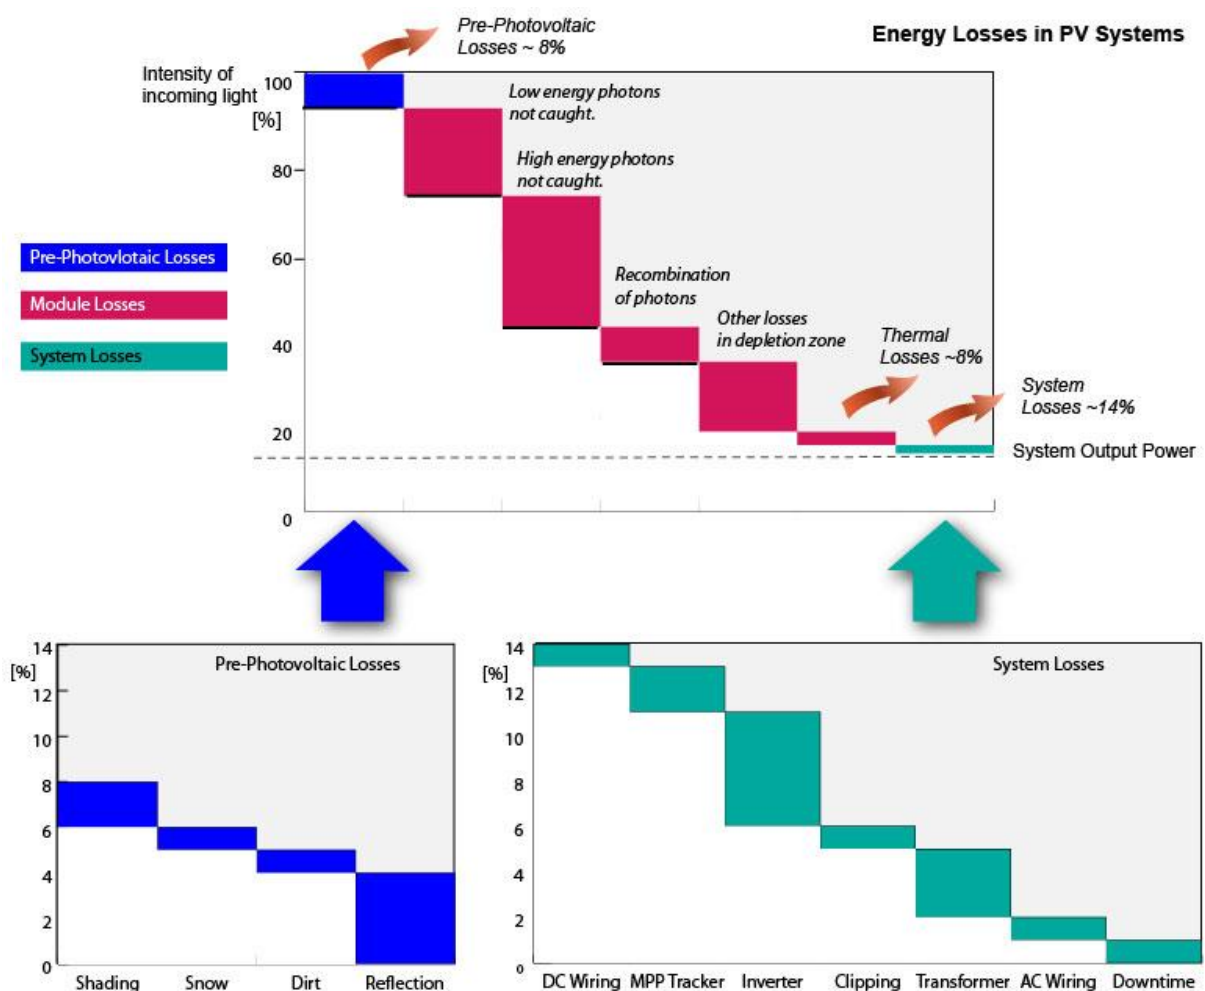 Energy Losses in PV Systems
Pre-Photovoltaic
Losses ~ 8%
Intensity of
incoming light
[%]
100
80
60
40
20
0
Low energy photons
not caught.
High energy photons
not caught.
Recombination
of photons
Other losses
in depletion zone
Thermal
Losses ~8%
System
Losses ~14%
System Output Power
Pre-Photovlotaic Losses
Module Losses
System Losses
Pre-Photovoltaic Losses
[%]
14
12
10
8
6
4
2
0
Shading Snow Dirt Reflection
System Losses
[%]
14
12
10
8
6
4
2
0
DC Wiring MPP Tracker Inverter Clipping Transformer AC Wiring Downtime